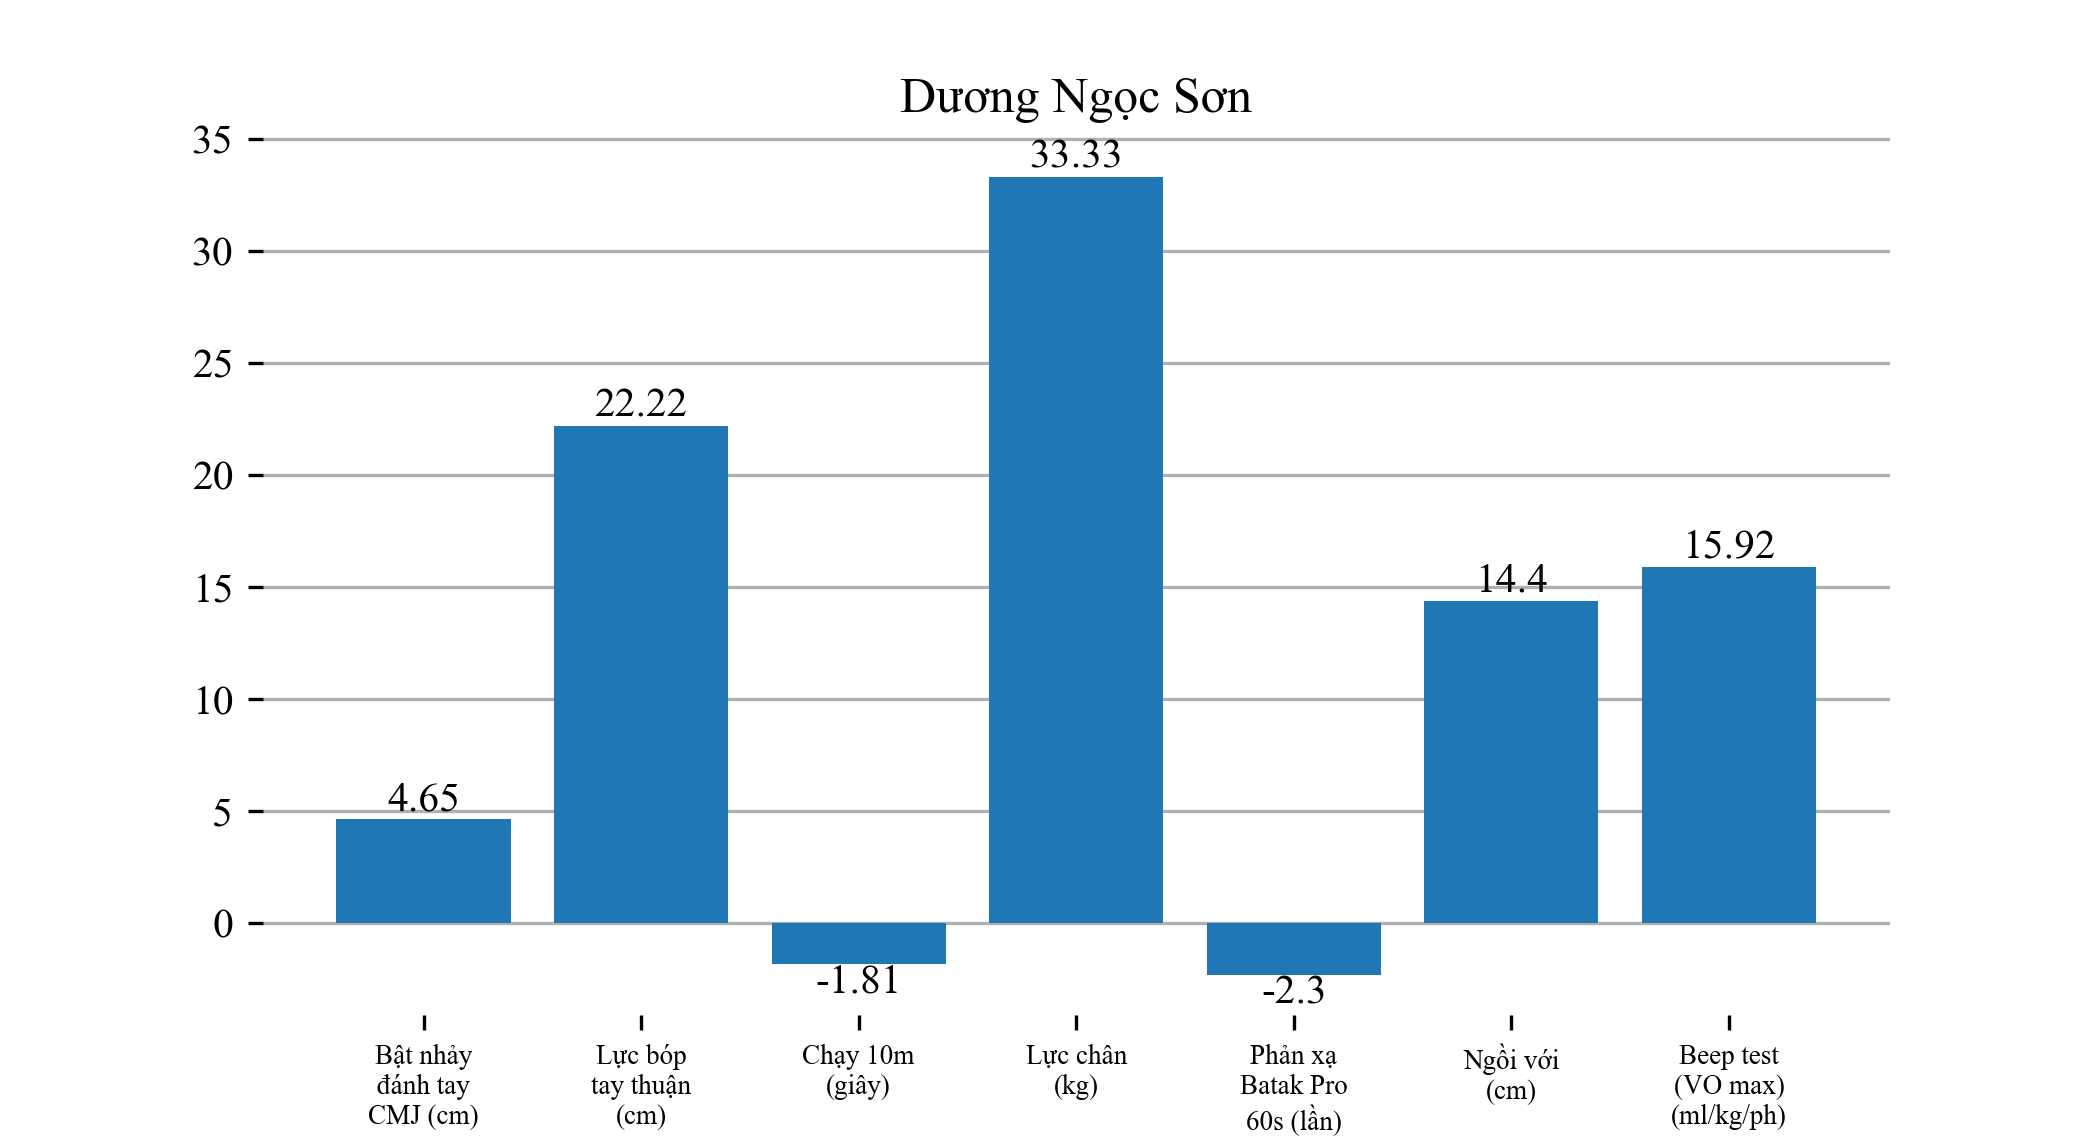 Dương Ngọc Sơn
35
30
25
20
15
10
5
0
4.65
22.22
-1.81
33.33
-2.3
14.4
15.92
Bật nhảy
đánh tay
CMJ (cm)
Lực bóp
tay thuận
(cm)
Chạy 10m
(giây)
Lực chân
(kg)
Phản xạ
Batak Pro
60s (lần)
Ngồi với
(cm)
Beep test
(VO max)
(ml/kg/ph)